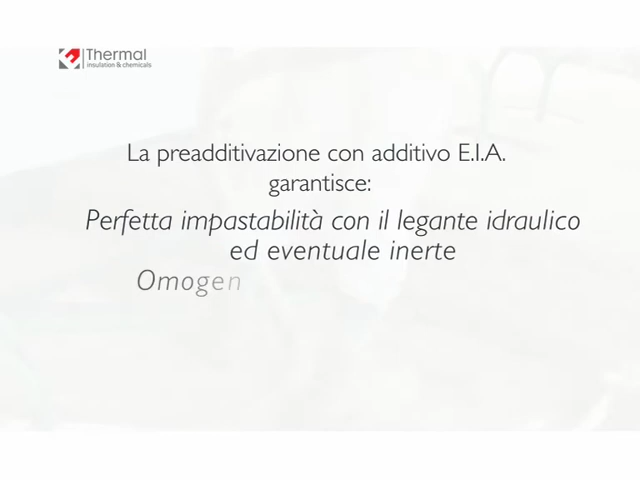 Thermal
insulation & chemicals
La preadditivazione con additivo E.I.A.
garantisce:
Perfetta impastabilità con il legante idraulico
ed eventuale inerte
Omogen